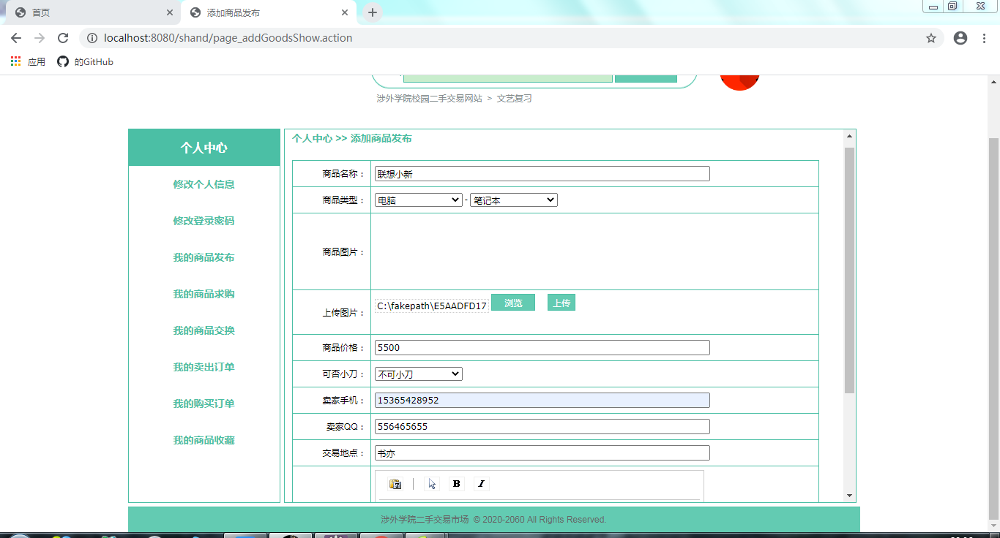 首页
添加商品发布
localhost:8080/shand/page_addGoodsShow.action
应用
的GitHub
涉外学院校园二手交易网站 > 文艺复习
个人中心
修改个人信息
修改登录密码
我的商品发布
我的商品求购
我的商品交换
我的卖出订单
我的购买订单
我的商品收藏
个人中心 >> 添加商品发布
商品名称： 联想小新
商品类型： 电脑 - 笔记本
商品图片：
上传图片： C:\fakepath\E5AADFD17 浏览 上传
商品价格： 5500
可否小刀： 不可小刀
卖家手机： 15365428952
卖家QQ： 556465655
交易地点： 书亦
B I
涉外学院二手交易市场 © 2020-2060 All Rights Reserved.